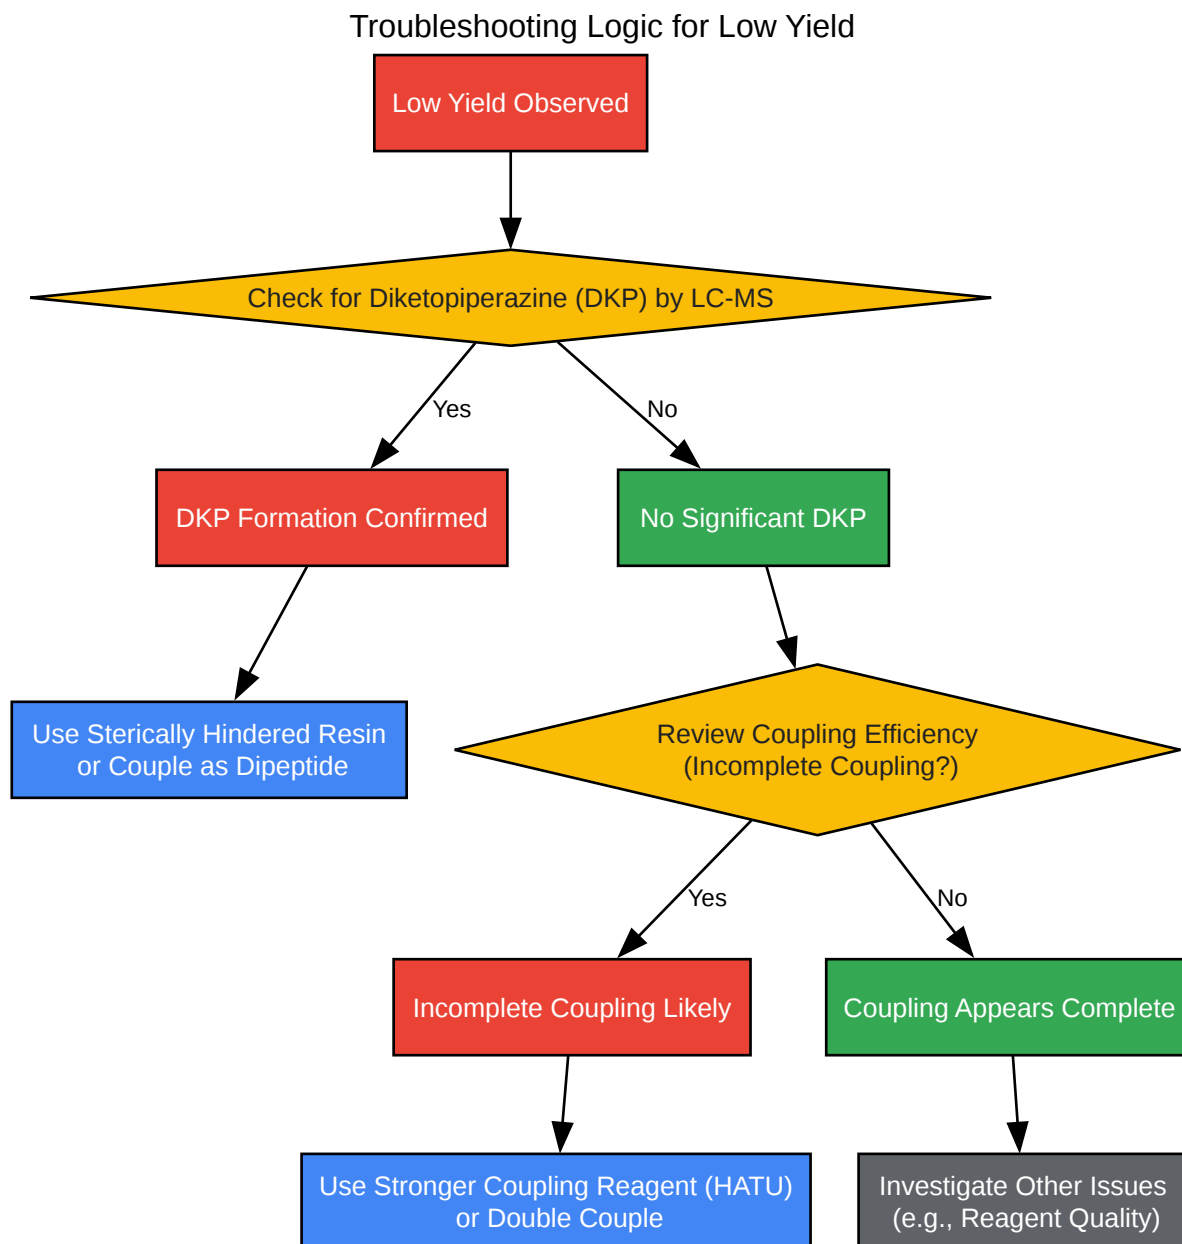 Troubleshooting Logic for Low Yield
Low Yield Observed
Check for Diketopiperazine (DKP) by LC-MS
Yes
No
DKP Formation Confirmed
No Significant DKP
Use Sterically Hindered Resin
or Couple as Dipeptide
Review Coupling Efficiency
(Incomplete Coupling?)
Yes
No
Incomplete Coupling Likely
Coupling Appears Complete
Use Stronger Coupling Reagent (HATU)
or Double Couple
Investigate Other Issues
(e.g., Reagent Quality)